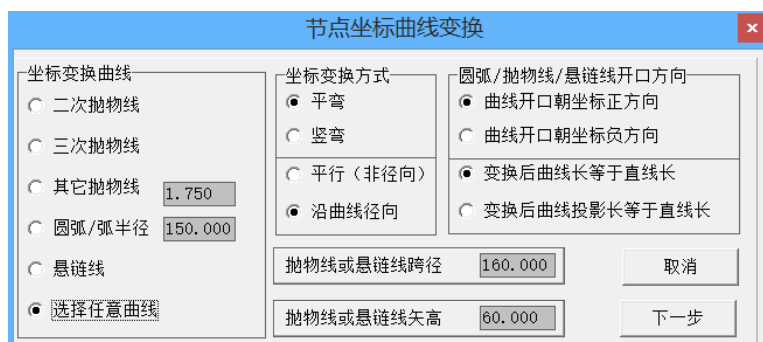 节点坐标曲线变换
坐标变换曲线
二次抛物线
三次抛物线
其它抛物线 1.750
圆弧/弧半径 150.000
悬链线
选择任意曲线
坐标变换方式
平弯
竖弯
平行（非径向）
沿曲线径向
圆弧/抛物线/悬链线开口方向
曲线开口朝坐标正方向
曲线开口朝坐标负方向
变换后曲线长等于直线长
变换后曲线投影长等于直线长
抛物线或悬链线跨径 160.000
取消
抛物线或悬链线矢高 60.000
下一步